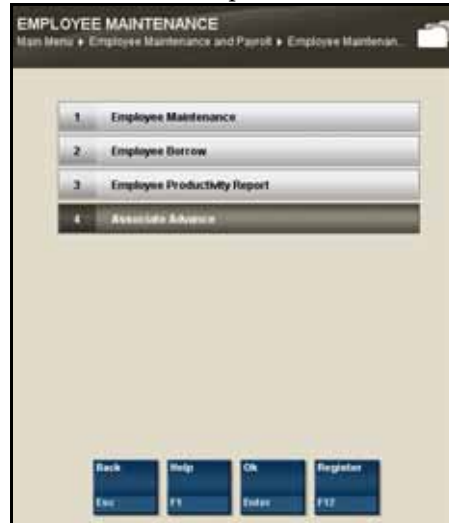 EMPLOYEE MAINTENANCE
Main Menu ▸ Employee Maintenance and Payroll ▸ Employee Maintenan...
1 Employee Maintenance
2 Employee Borrow
3 Employee Productivity Report
4 Associate Advance
Back Help Ok Register
Esc F1 Enter F12